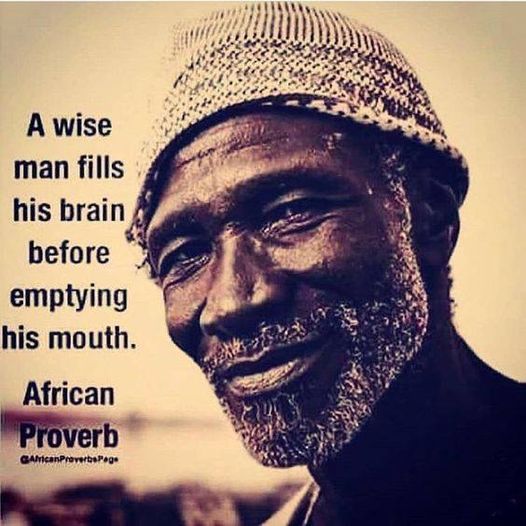 A wise
man fills
his brain
before
emptying
his mouth.
African
Proverb
@AfricanProverbsPage